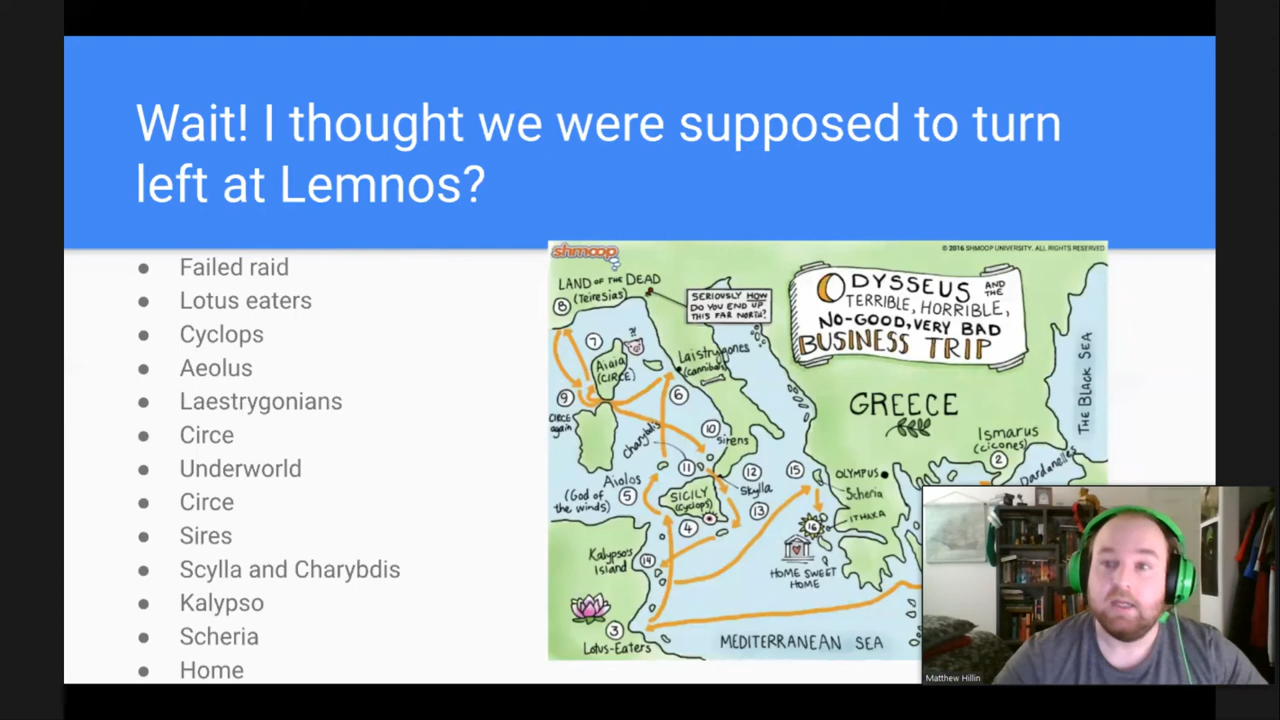 Wait! I thought we were supposed to turn
left at Lemnos?
Failed raid
Lotus eaters
Cyclops
Aeolus
Laestrygonians
Circe
Underworld
Circe
Sires
Scylla and Charybdis
Kalypso
Scheria
Home
shmoop
© 2016 SHMOOP UNIVERSITY. ALL RIGHTS RESERVED
ODYSSEUS AND THE
TERRIBLE, HORRIBLE,
NO-GOOD, VERY BAD
BUSINESS TRIP
LAND OF THE DEAD
(Teiresias)
8
SERIOUSLY HOW
DO YOU END UP
THIS FAR NORTH?
7
Aiaia
(CIRCE)
?!
Laistrygones
(cannibals)
6
9
CIRCE
again
Charybdis
10
Sirens
11
12
Skylla
13
15
Aiolos
(God of
the winds)
5
SICILY
(Cyclops)
4
GREECE
THE BLACK SEA
Ismarus
(cicones)
2
Dardanelles
OLYMPUS
Scheria
ITHAKA
16
HOME SWEET
HOME
Kalypso's
Island
14
3
Lotus-Eaters
MEDITERRANEAN SEA
Matthew Hillin